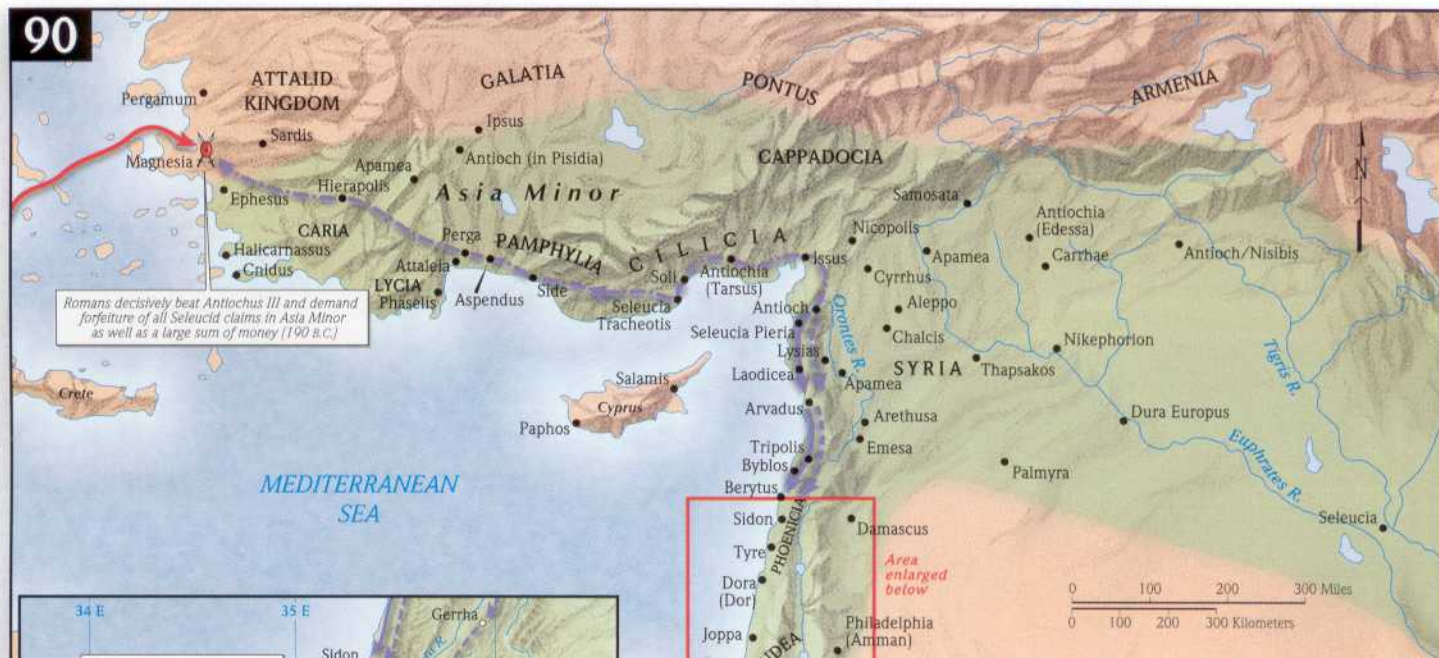 90
ATTALID
KINGDOM
GALATIA
PONTUS
ARMENIA
Pergamum
Sardis
Ipsus
Magnesia
Apamea
Antioch (in Pisidia)
CAPPADOCIA
N
Hierapolis
Asia Minor
Ephesus
Samosata
CARIA
Nicopolis
Antiochia
(Edessa)
Halicarnassus
Perga
PAMPHYLIA
CILICIA
Issus
Apamea
Carrhae
Antioch/Nisibis
Cnidus
Attaleia
Soli
Antiochia
(Tarsus)
Cyrrhus
LYCIA
Phaselis
Aspendus
Side
Seleucia
Tracheotis
Antioch
Orontes R.
Aleppo
Romans decisively beat Antiochus III and demand
forfeiture of all Seleucid claims in Asia Minor
as well as a large sum of money (190 B.C.)
Seleucia Pieria
Chalcis
Lysias
Nikephorion
Tigris R.
Laodicea
SYRIA
Thapsakos
Apamea
Crete
Salamis
Cyprus
Paphos
Arvadus
Arethusa
Dura Europus
Emesa
Euphrates R.
Tripolis
Byblos
Palmyra
MEDITERRANEAN
SEA
Berytus
Sidon
PHOENICIA
Damascus
Seleucia
Tyre
Area
enlarged
below
Dora
(Dor)
0 100 200 300 Miles
0 100 200 300 Kilometers
34 E
35 E
Gerrha
Joppa
Philadelphia
(Amman)
Sidon